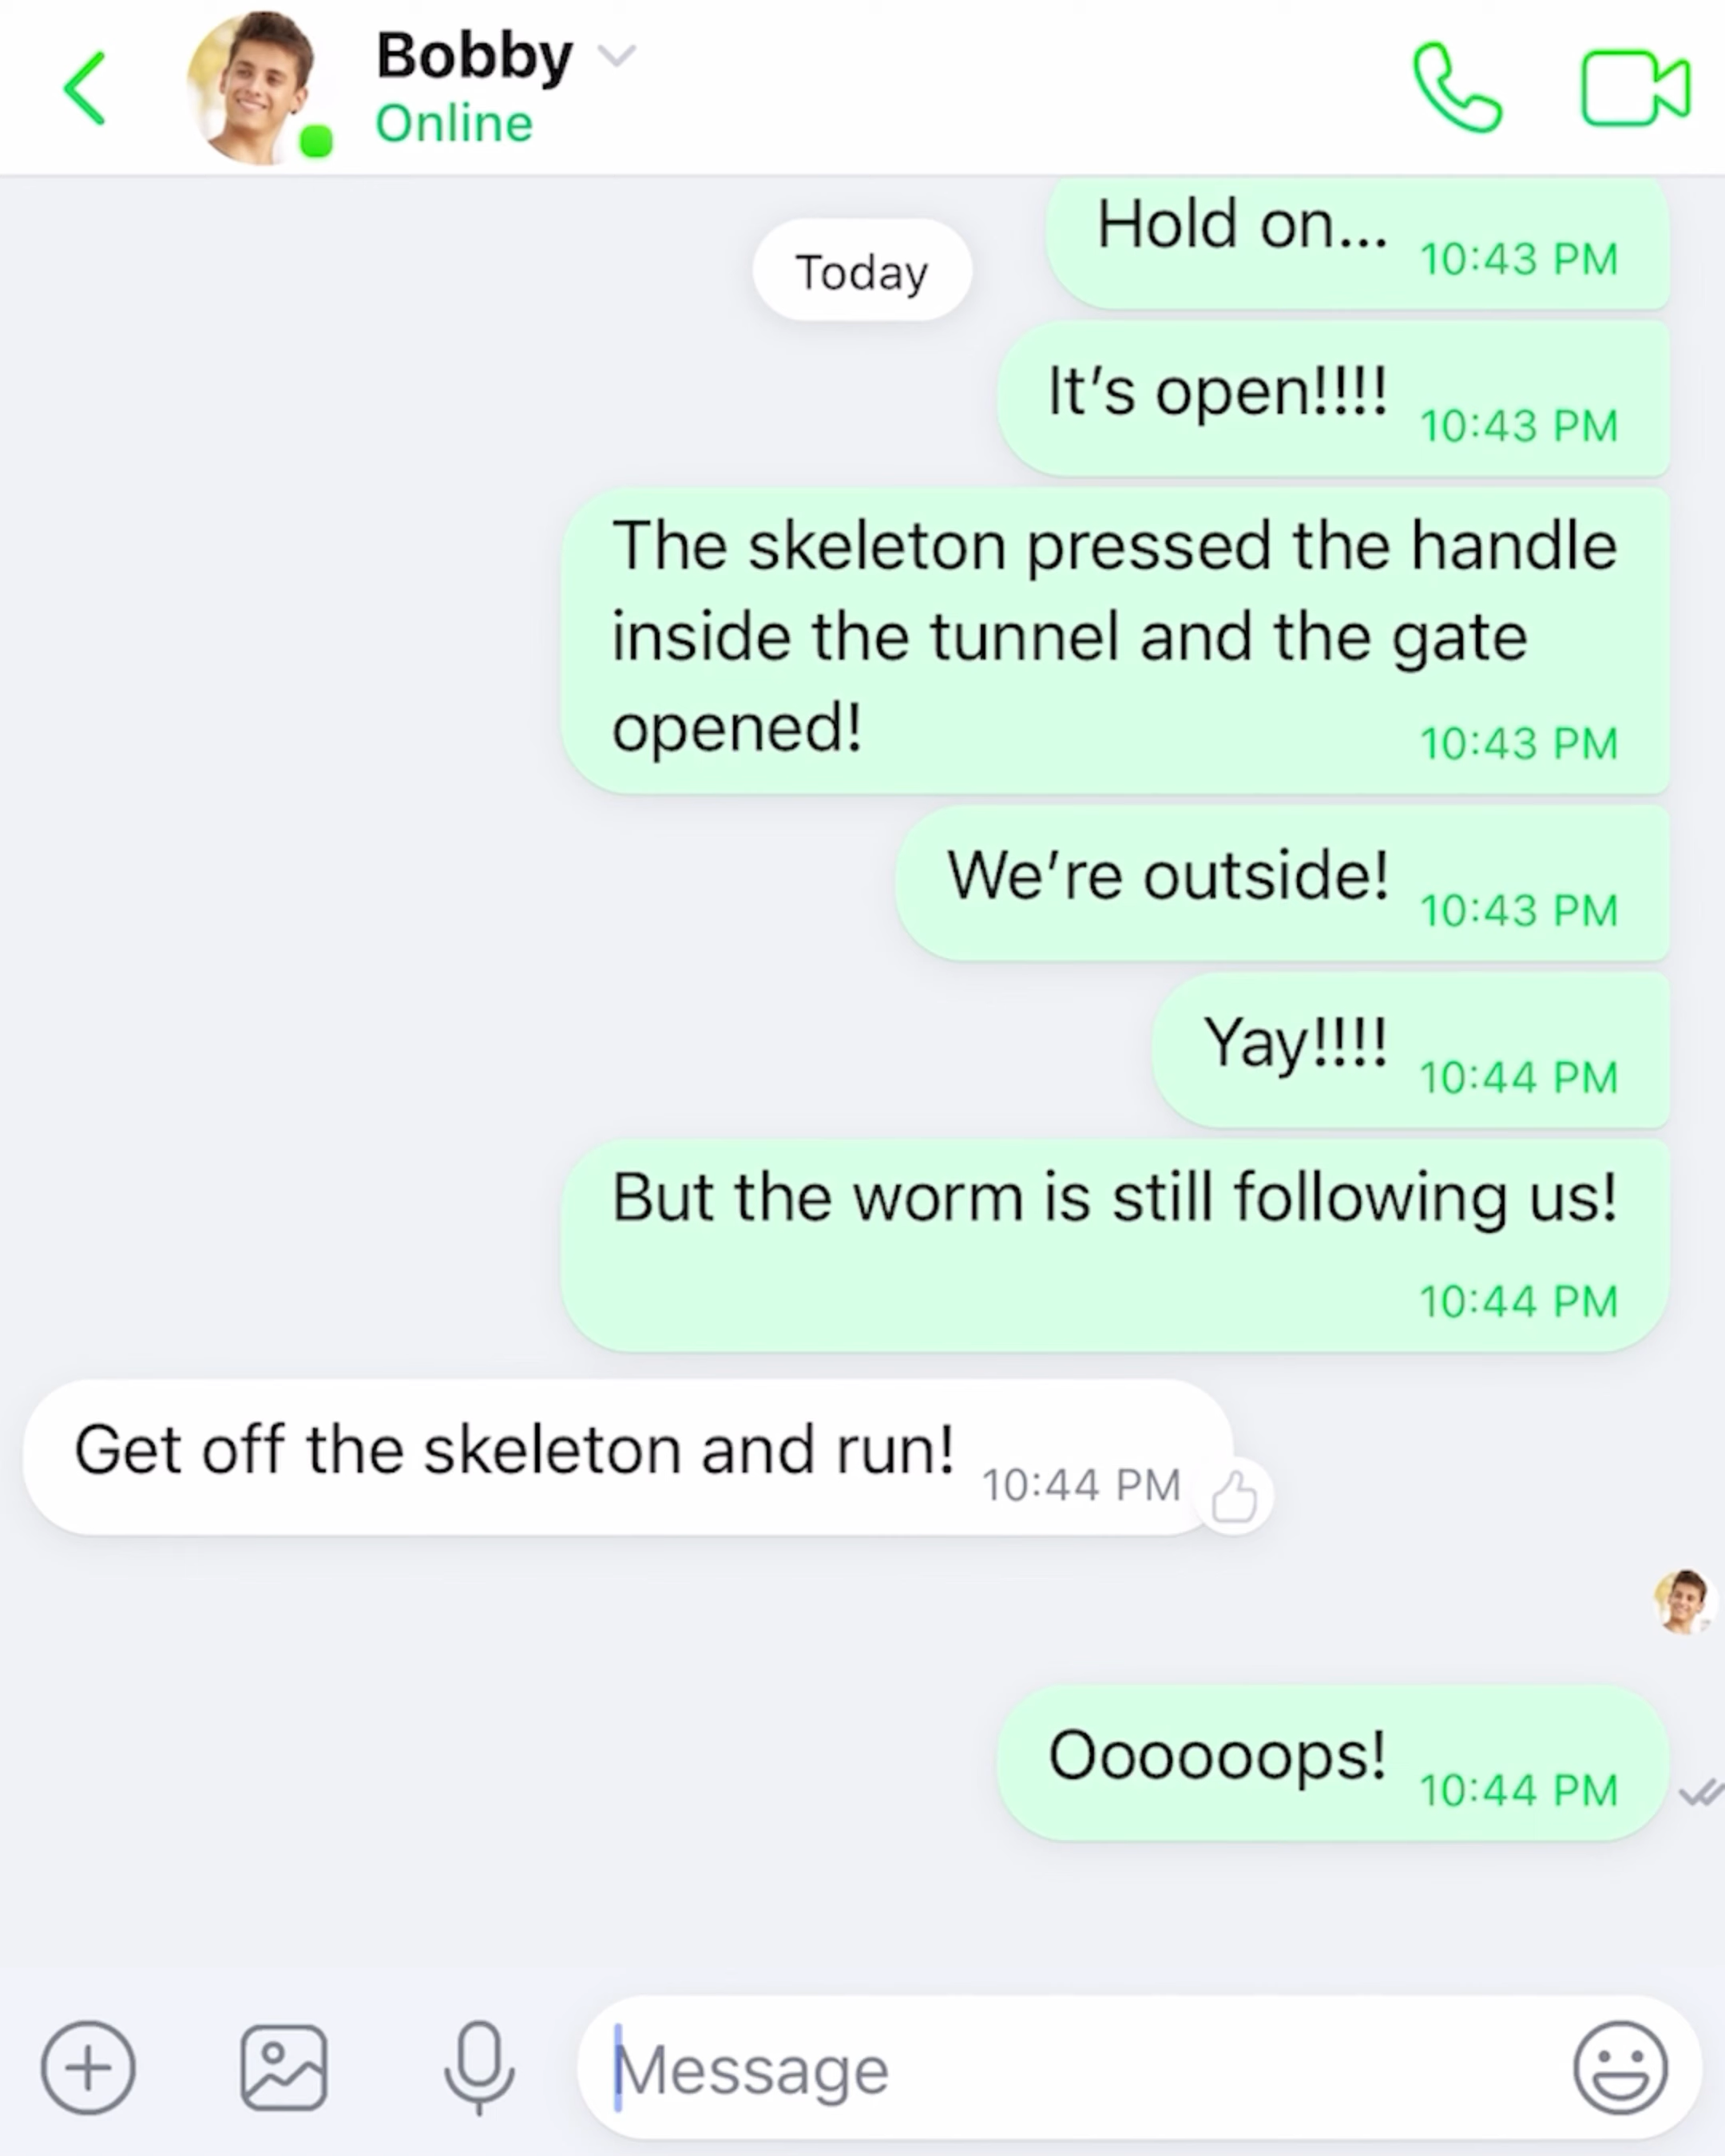 Bobby
Online
Today
Hold on...
10:43 PM
It’s open!!!!
10:43 PM
The skeleton pressed the handle
inside the tunnel and the gate
opened!
10:43 PM
We’re outside!
10:43 PM
Yay!!!!
10:44 PM
But the worm is still following us!
10:44 PM
Get off the skeleton and run!
10:44 PM
Ooooooops!
10:44 PM
Message